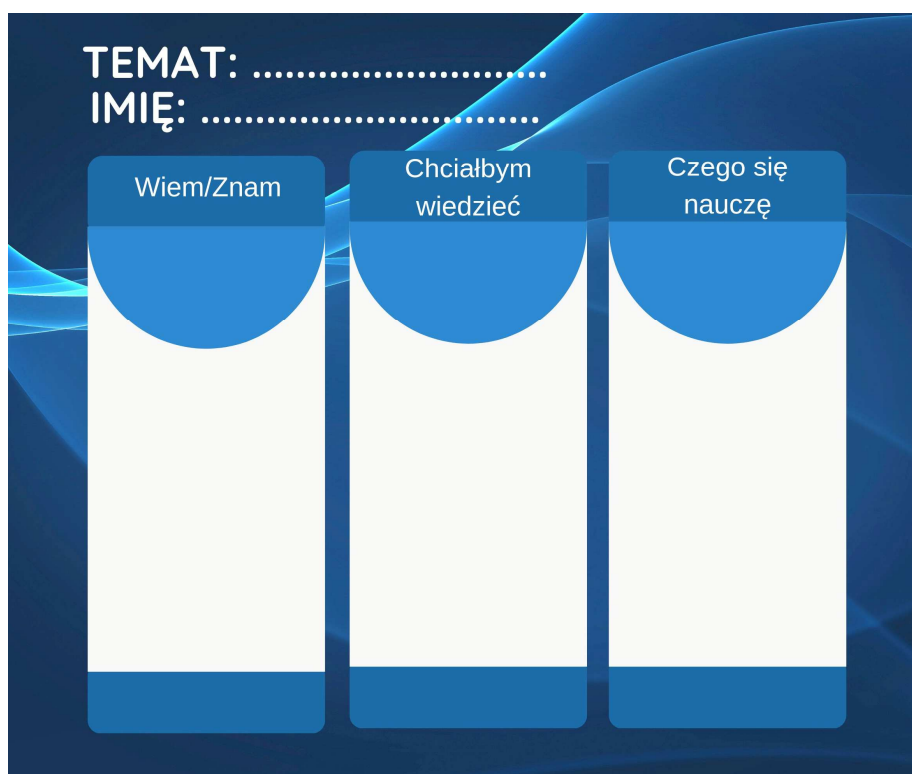 TEMAT: ...........................
IMIĘ: ...............................
Wiem/Znam
Chciałbym
wiedzieć
Czego się
nauczę